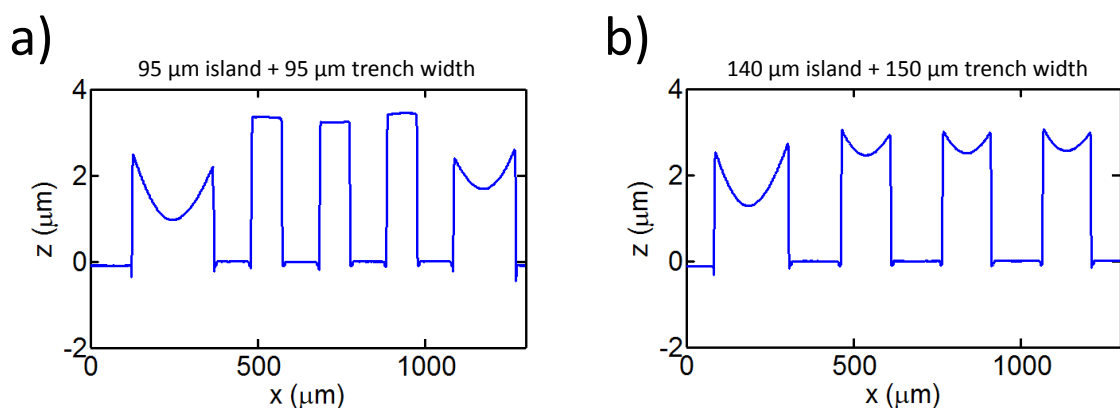 a)
95 μm island + 95 μm trench width
4
2
0
-2
z (μm)
0
500
1000
x (μm)
b)
140 μm island + 150 μm trench width
4
2
0
-2
z (μm)
0
500
1000
x (μm)